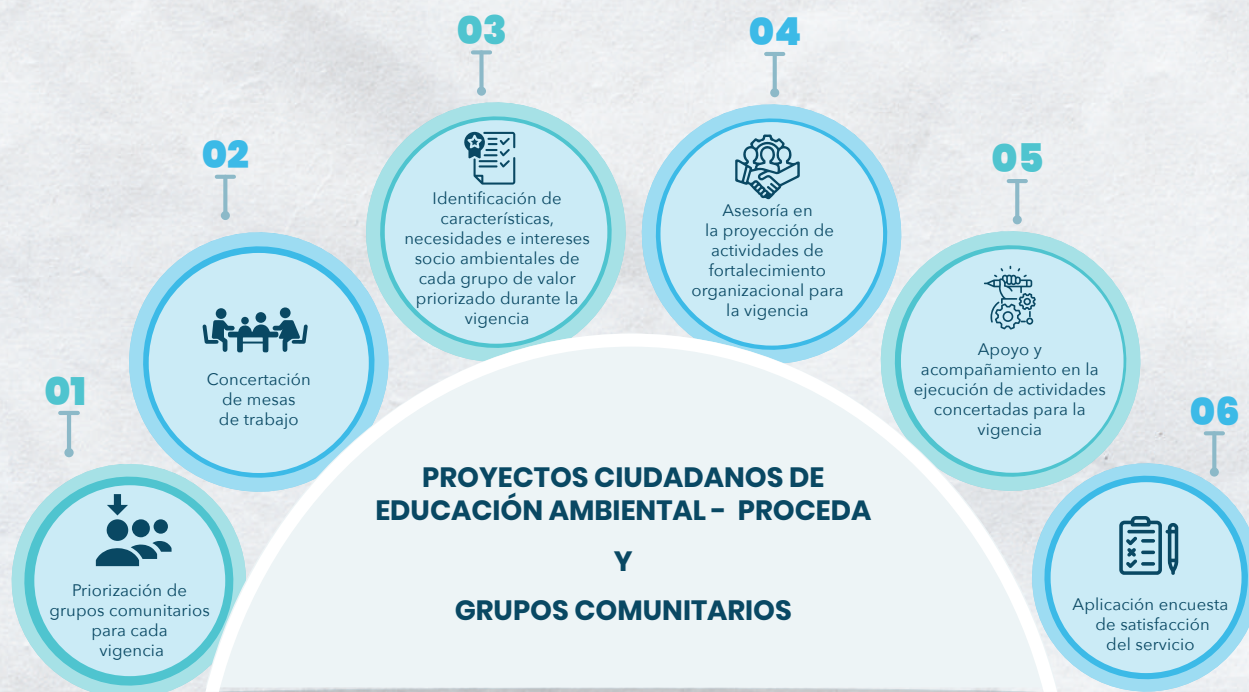 01
Priorización de
grupos comunitarios
para cada
vigencia
02
Concertación
de mesas
de trabajo
03
Identificación de
características,
necesidades e intereses
socio ambientales de
cada grupo de valor
priorizado durante la
vigencia
04
Asesoría en
la proyección de
actividades de
fortalecimiento
organizacional para
la vigencia
05
Apoyo y
acompañamiento en la
ejecución de actividades
concertadas para la
vigencia
06
Aplicación encuesta
de satisfacción
del servicio
PROYECTOS CIUDADANOS DE
EDUCACIÓN AMBIENTAL - PROCEDA
Y
GRUPOS COMUNITARIOS